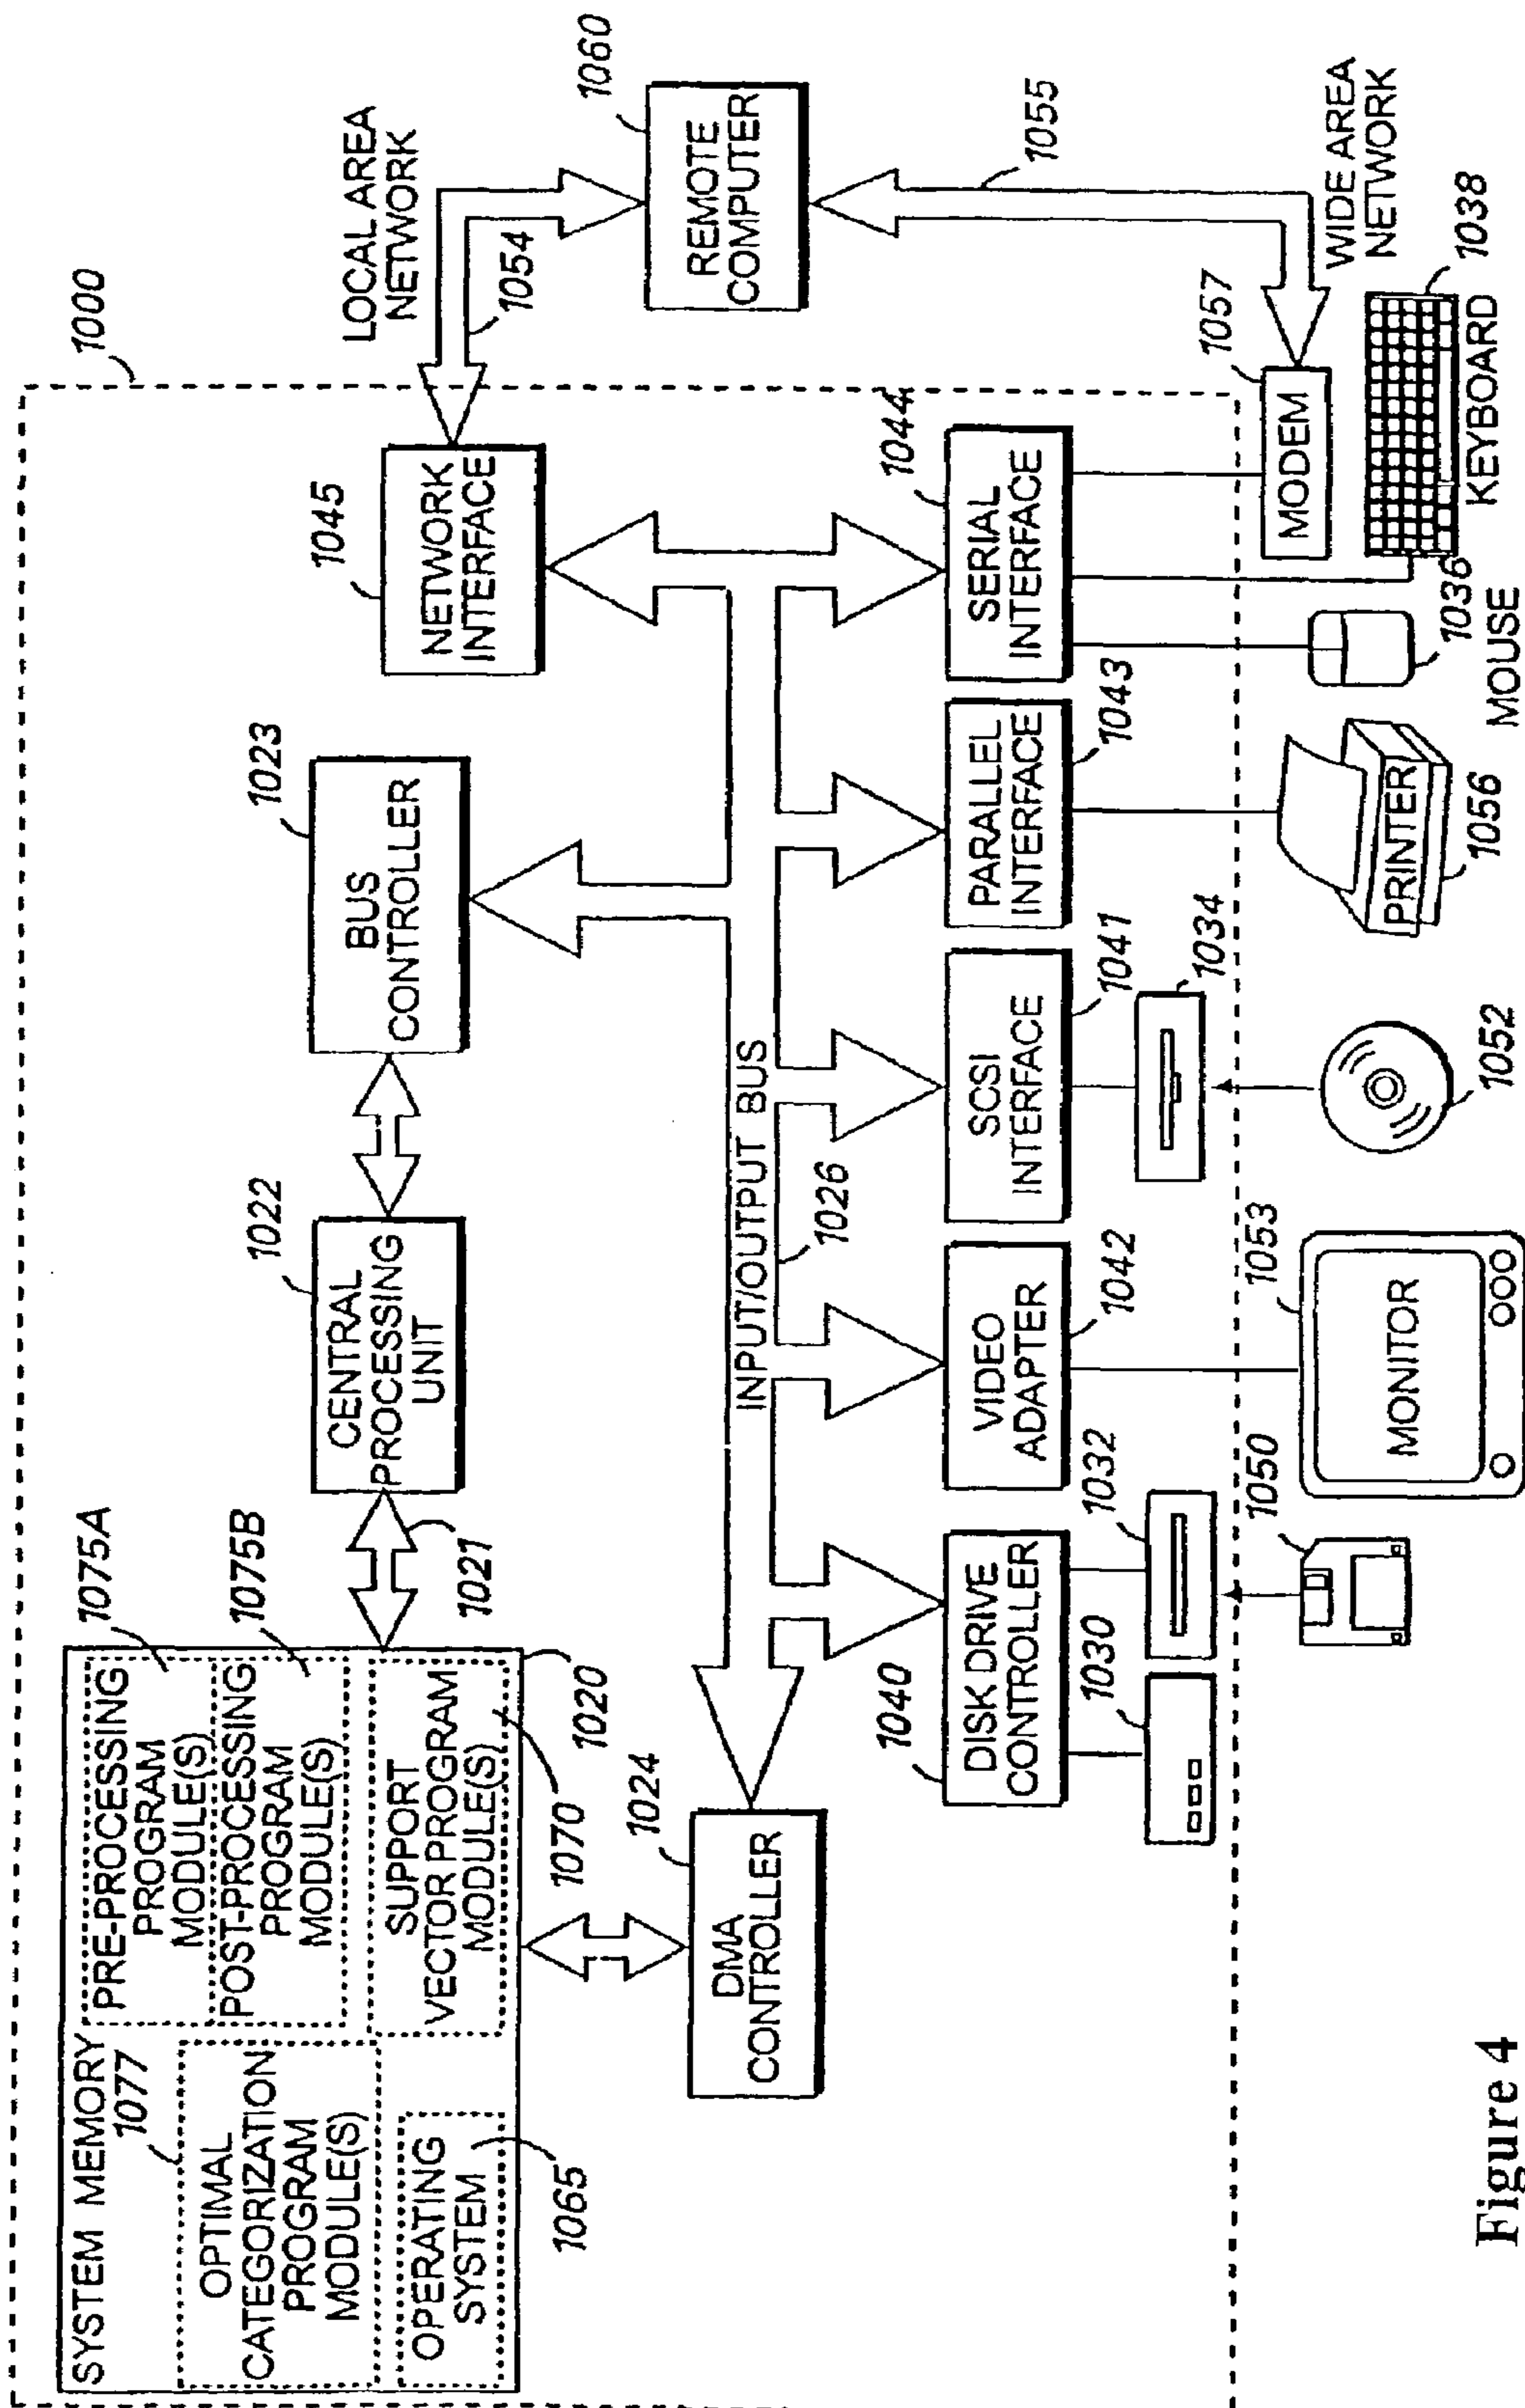 1000
SYSTEM MEMORY
1077
OPTIMAL
CATEGORIZATION
PROGRAM
MODULE(S)
OPERATING
SYSTEM
1065
PRE-PROCESSING
PROGRAM
MODULE(S)
1075A
POST-PROCESSING
PROGRAM
MODULE(S)
1075B
SUPPORT
VECTOR PROGRAM
MODULE(S)
1070
1020
1021
CENTRAL
PROCESSING
UNIT
1022
BUS
CONTROLLER
1023
NETWORK
INTERFACE
1045
LOCAL AREA
NETWORK
1054
REMOTE
COMPUTER
1060
1055
WIDE AREA
NETWORK
DMA
CONTROLLER
1024
INPUT/OUTPUT BUS
1026
DISK DRIVE
CONTROLLER
1040
VIDEO
ADAPTER
1042
SCSI
INTERFACE
1041
PARALLEL
INTERFACE
1043
SERIAL
INTERFACE
1044
1030
1032
1034
1050
MONITOR
1053
1052
PRINTER
1056
MOUSE
1036
KEYBOARD
1038
MODEM
1057
Figure 4